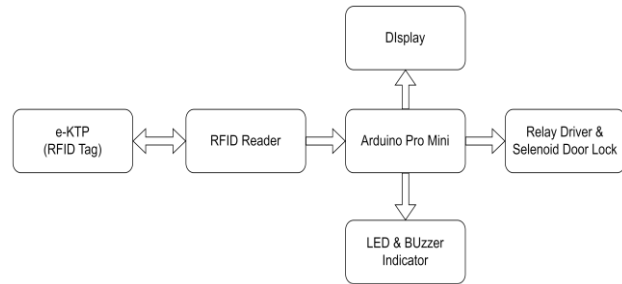 DIsplay
e-KTP
(RFID Tag)
RFID Reader
Arduino Pro Mini
Relay Driver &
Selenoid Door Lock
LED & BUzzer
Indicator